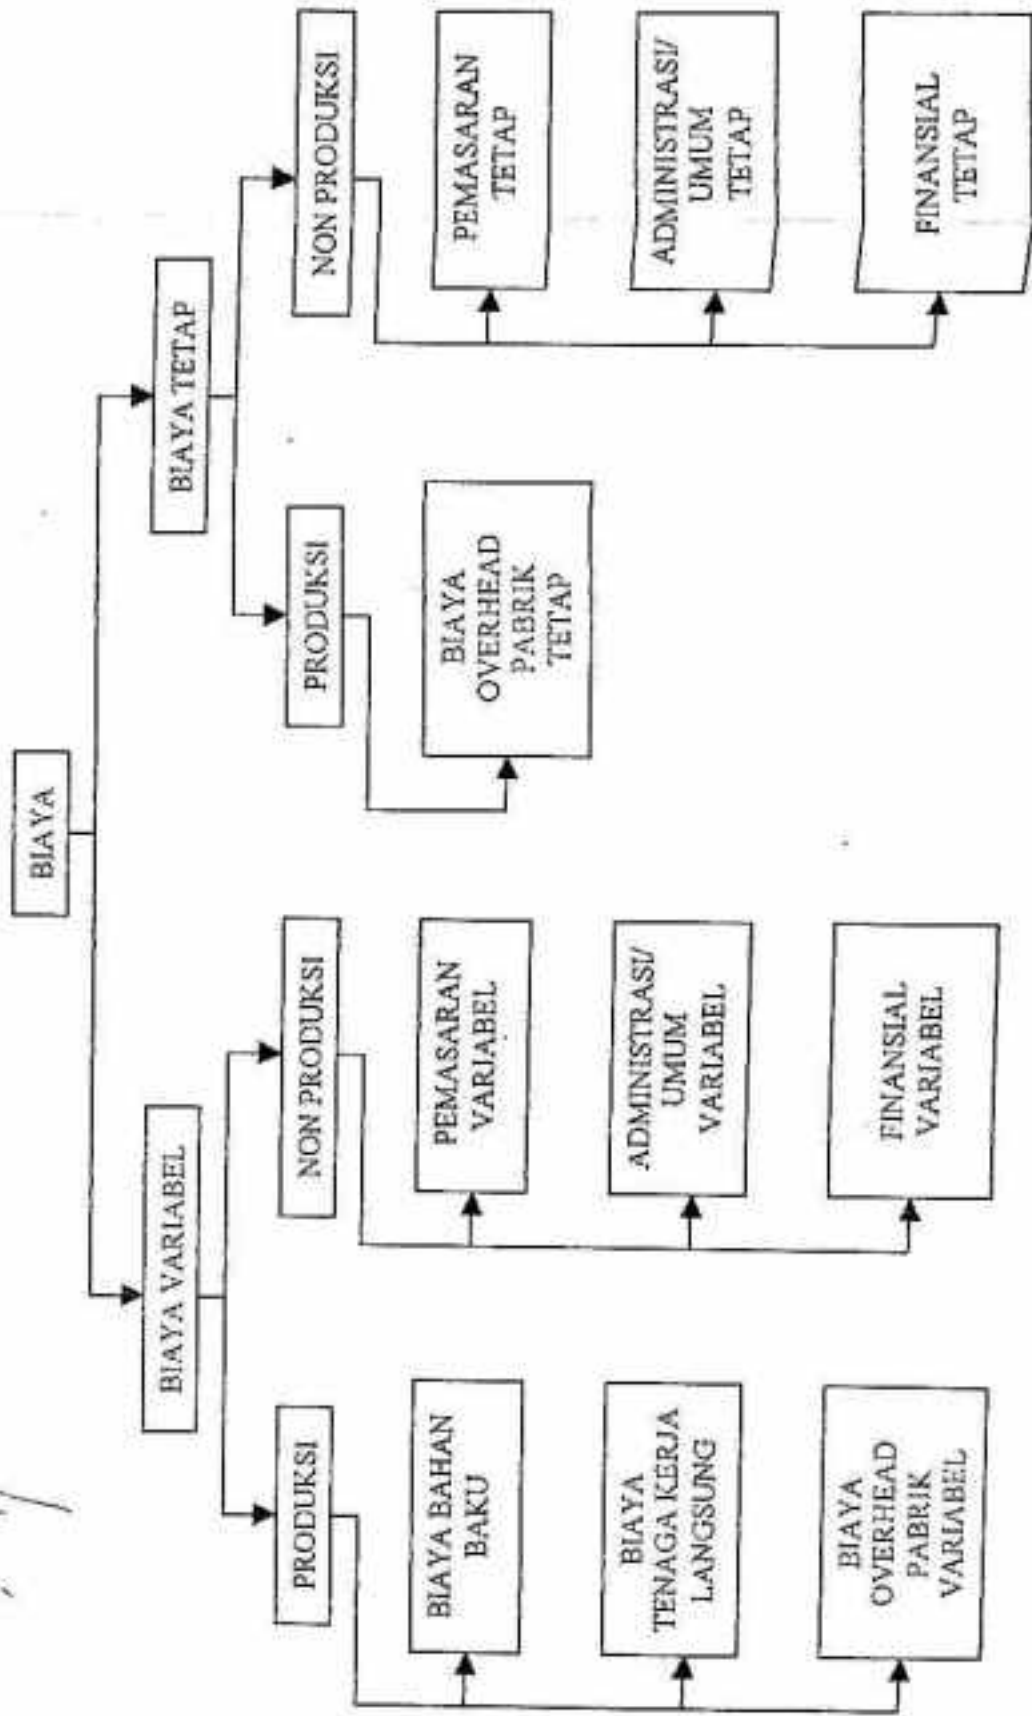 BIAYA
BIAYA VARIABEL
BIAYA TETAP
PRODUKSI
NON PRODUKSI
PRODUKSI
NON PRODUKSI
BIAYA BAHAN
BAKU
BIAYA
TENAGA KERJA
LANGSUNG
BIAYA
OVERHEAD
PABRIK
VARIABEL
PEMASARAN
VARIABEL
ADMINISTRASI/
UMUM
VARIABEL
FINANSIAL
VARIABEL
BIAYA
OVERHEAD
PABRIK
TETAP
PEMASARAN
TETAP
ADMINISTRASI/
UMUM
TETAP
FINANSIAL
TETAP